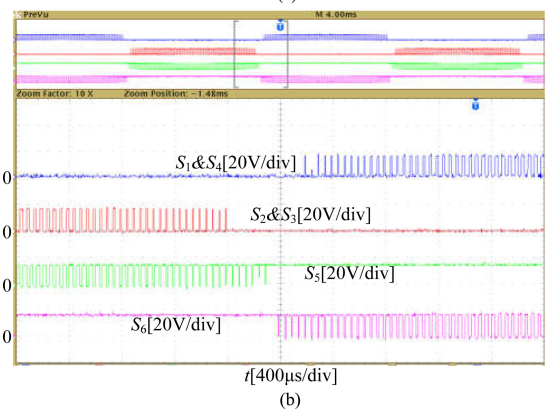 PreVu M 4.00ms
Zoom Factor: 10 X Zoom Position: -1.48ms
S1&S4[20V/div]
0
S2&S3[20V/div]
0
S5[20V/div]
0
S6[20V/div]
0
t[400μs/div]
(b)